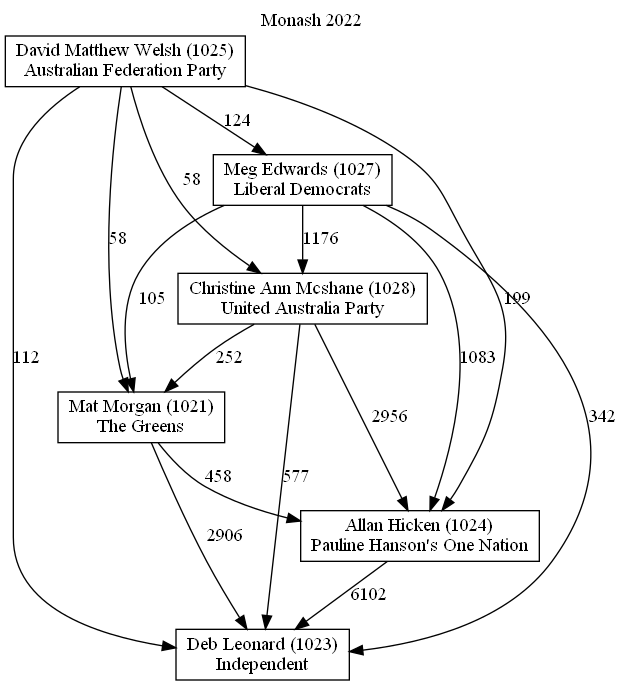 Monash 2022
David Matthew Welsh (1025)
Australian Federation Party
124
Meg Edwards (1027)
Liberal Democrats
58
58
1176
Christine Ann Mcshane (1028)
United Australia Party
105
199
112
252
1083
Mat Morgan (1021)
The Greens
2956
342
458
577
Allan Hicken (1024)
Pauline Hanson's One Nation
2906
6102
Deb Leonard (1023)
Independent